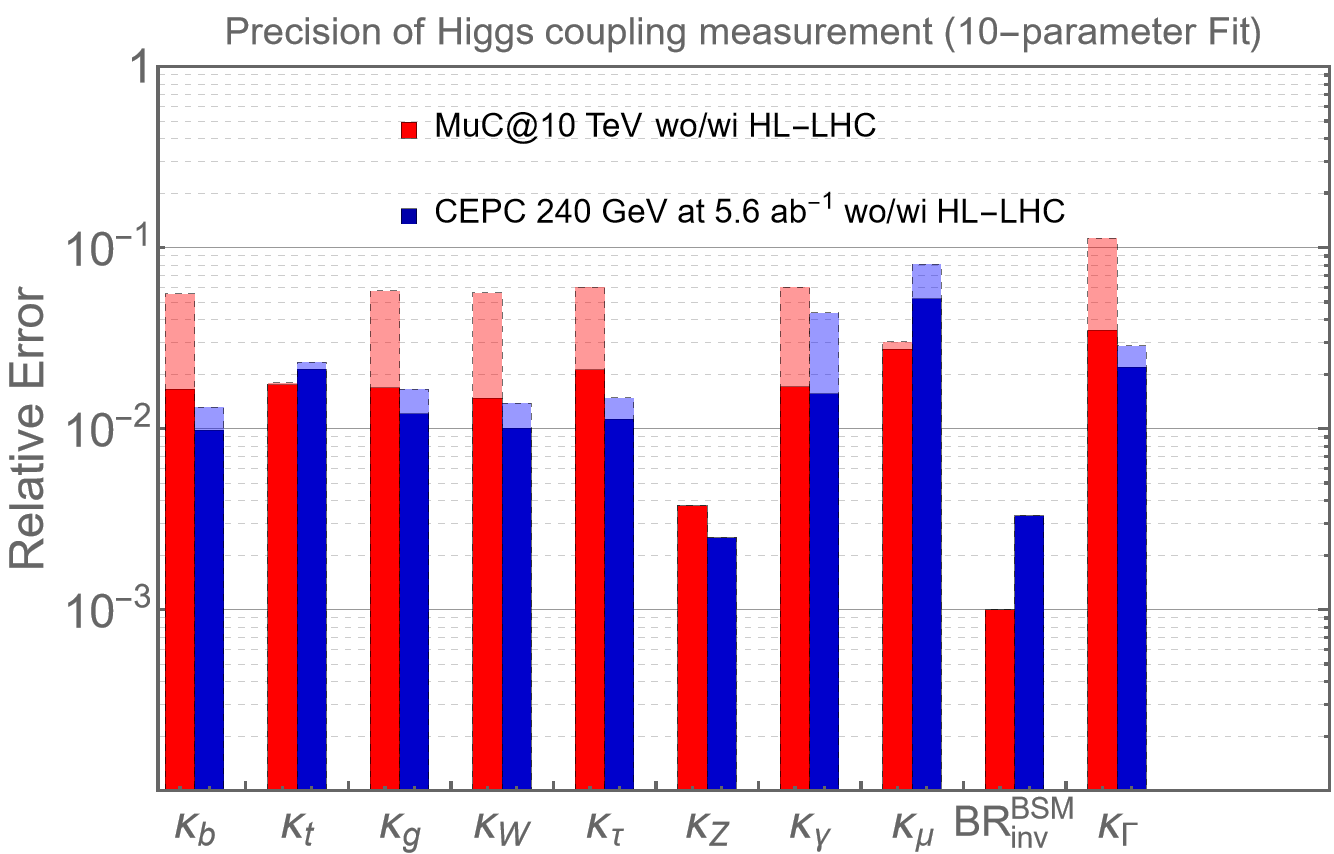 Precision of Higgs coupling measurement (10−parameter Fit)
1
MuC@10 TeV wo/wi HL−LHC
CEPC 240 GeV at 5.6 ab⁻¹ wo/wi HL−LHC
10⁻¹
10⁻²
10⁻³
Relative Error
κ_b κ_t κ_g κ_W κ_τ κ_Z κ_γ κ_μ BR_inv^BSM κ_Γ